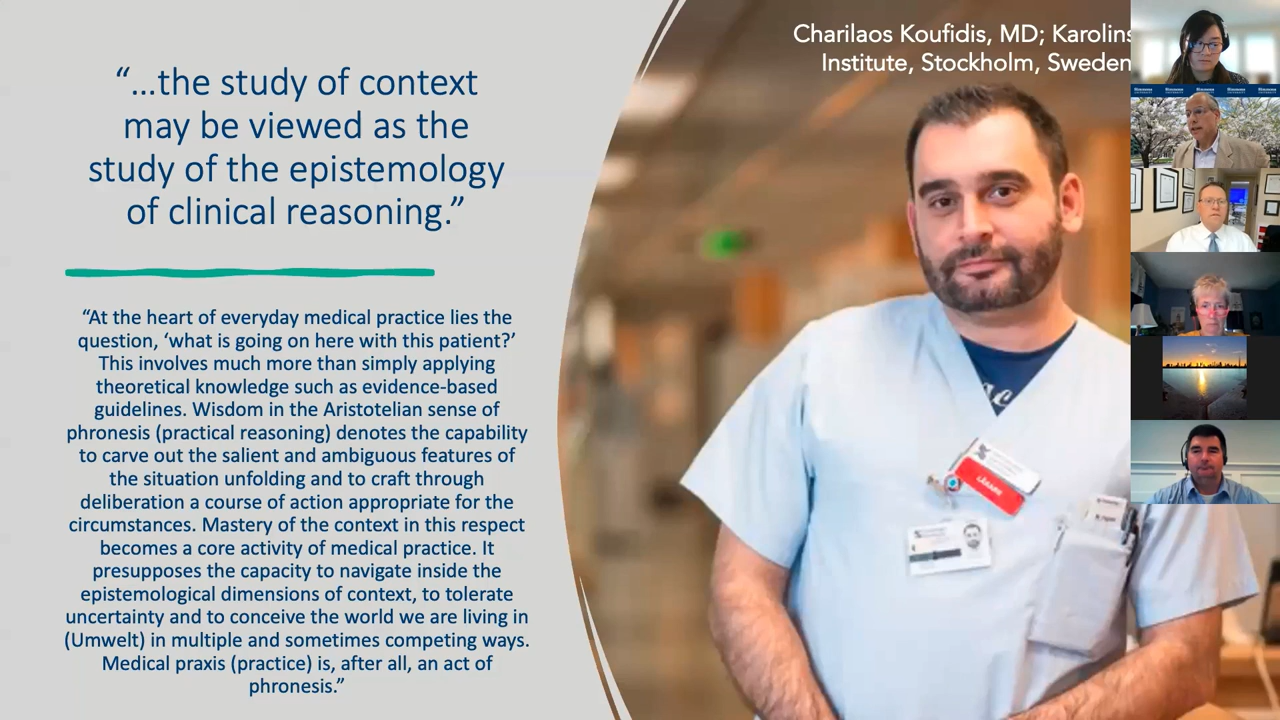 “...the study of context
may be viewed as the
study of the epistemology
of clinical reasoning.”
“At the heart of everyday medical practice lies the
question, ‘what is going on here with this patient?’
This involves much more than simply applying
theoretical knowledge such as evidence-based
guidelines. Wisdom in the Aristotelian sense of
phronesis (practical reasoning) denotes the capability
to carve out the salient and ambiguous features of
the situation unfolding and to craft through
deliberation a course of action appropriate for the
circumstances. Mastery of the context in this respect
becomes a core activity of medical practice. It
presupposes the capacity to navigate inside the
epistemological dimensions of context, to tolerate
uncertainty and to conceive the world we are living in
(Umwelt) in multiple and sometimes competing ways.
Medical praxis (practice) is, after all, an act of
phronesis.”
Charilaos Koufidis, MD; Karolins
Institute, Stockholm, Sweden
LÄKARE